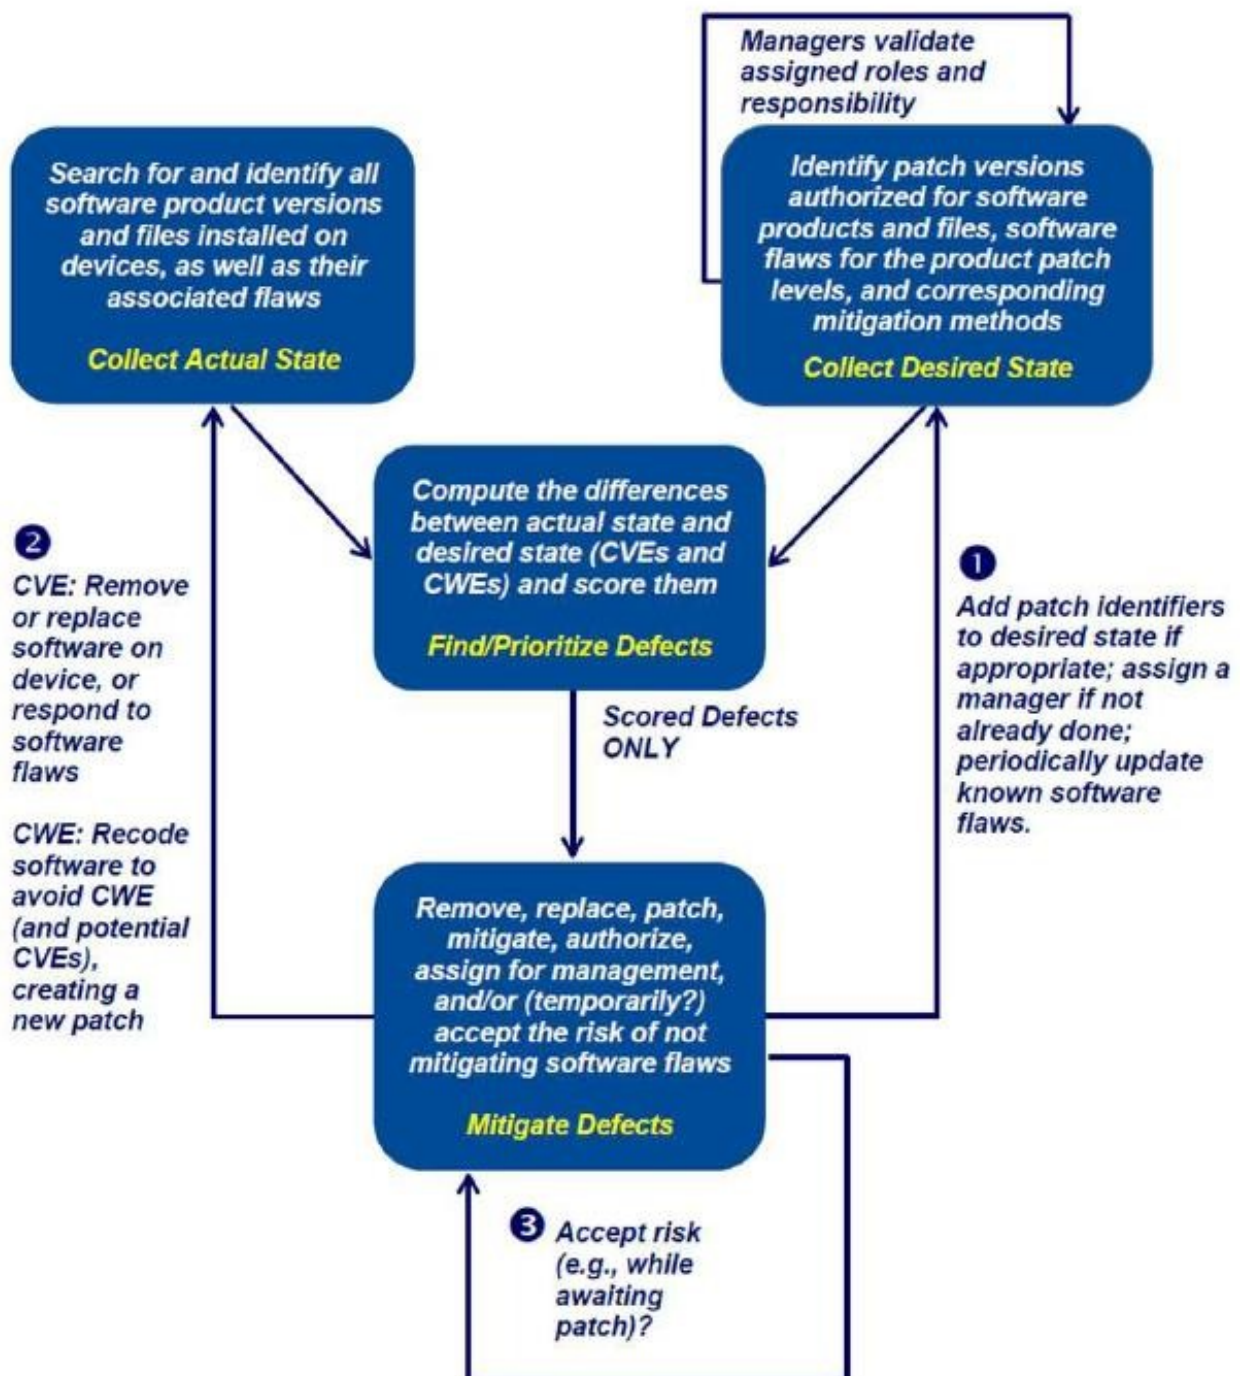 Managers validate
assigned roles and
responsibility
Search for and identify all
software product versions
and files installed on
devices, as well as their
associated flaws
Collect Actual State
Identify patch versions
authorized for software
products and files, software
flaws for the product patch
levels, and corresponding
mitigation methods
Collect Desired State
Compute the differences
between actual state and
desired state (CVEs and
CWEs) and score them
Find/Prioritize Defects
2
CVE: Remove
or replace
software on
device, or
respond to
software
flaws
CWE: Recode
software to
avoid CWE
(and potential
CVEs),
creating a
new patch
1
Add patch identifiers
to desired state if
appropriate; assign a
manager if not
already done;
periodically update
known software
flaws.
Scored Defects
ONLY
Remove, replace, patch,
mitigate, authorize,
assign for management,
and/or (temporarily?)
accept the risk of not
mitigating software flaws
Mitigate Defects
3 Accept risk
(e.g., while
awaiting
patch)?